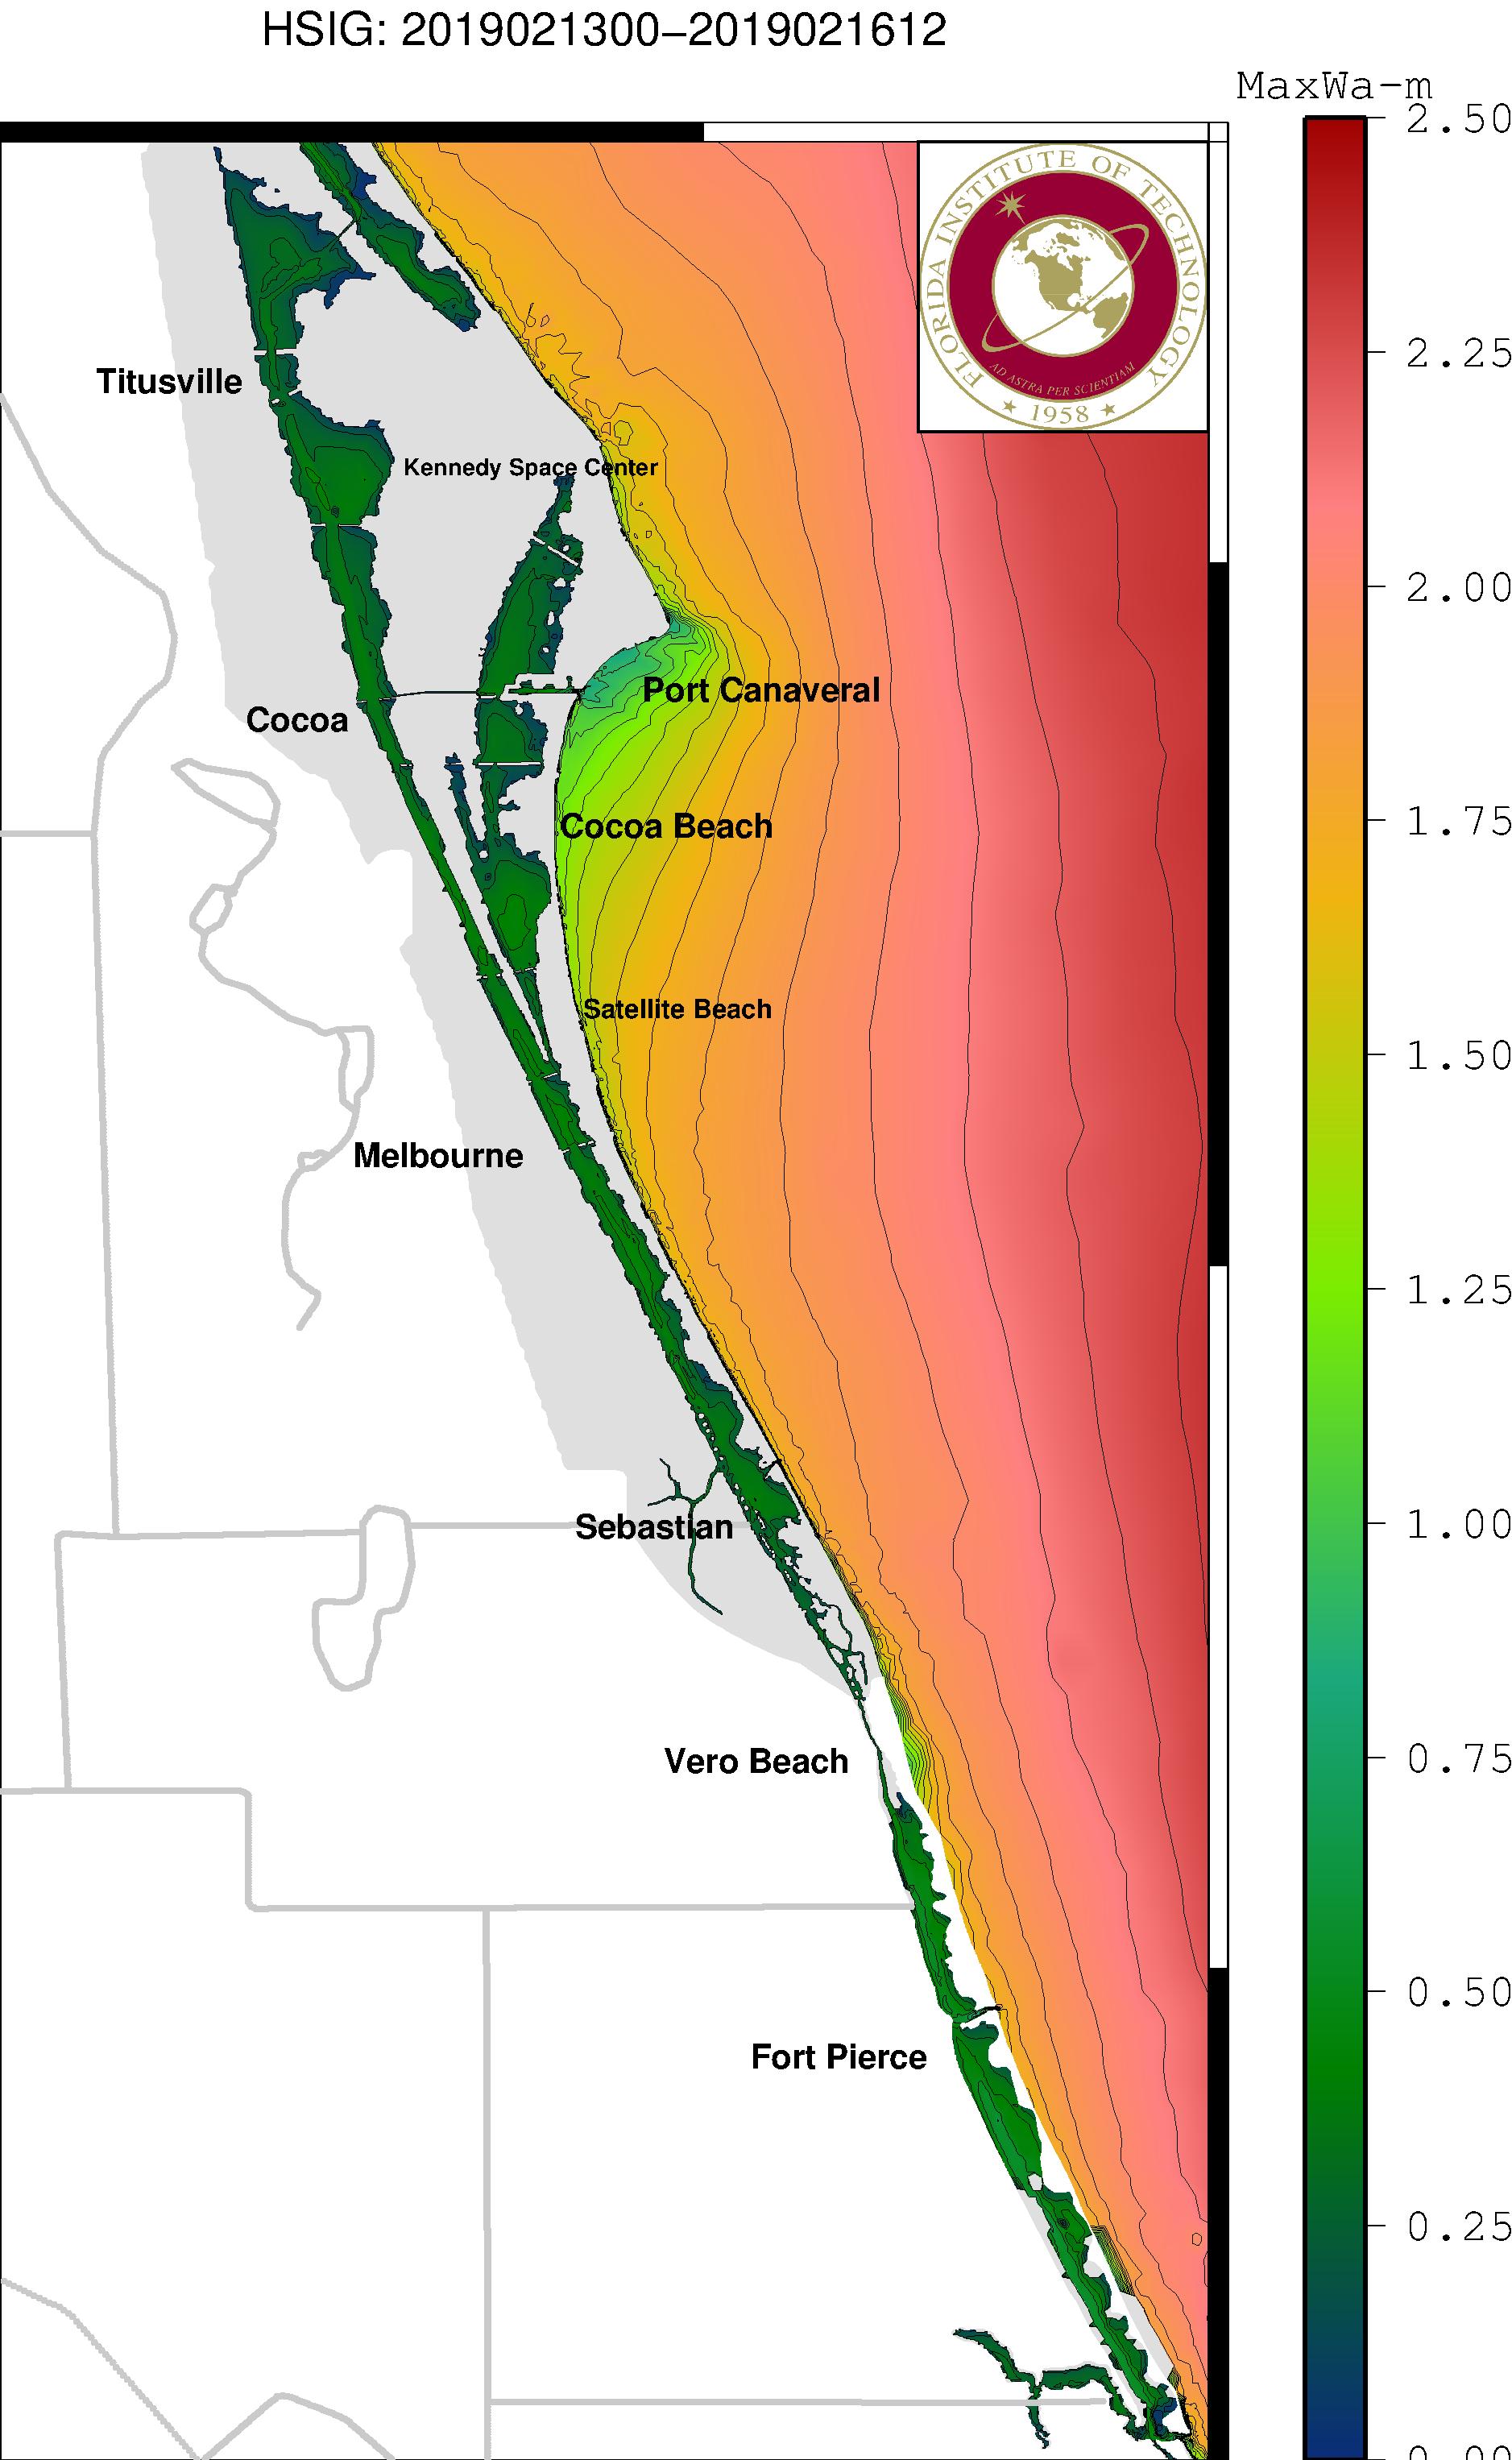 HSIG: 2019021300−2019021612
MaxWa−m
2.50
2.25
2.00
1.75
1.50
1.25
1.00
0.75
0.50
0.25
0.00
FLORIDA INSTITUTE OF TECHNOLOGY
AD ASTRA PER SCIENTIAM
★ 1958 ★
Titusville
Kennedy Space Center
Port Canaveral
Cocoa
Cocoa Beach
Satellite Beach
Melbourne
Sebastian
Vero Beach
Fort Pierce